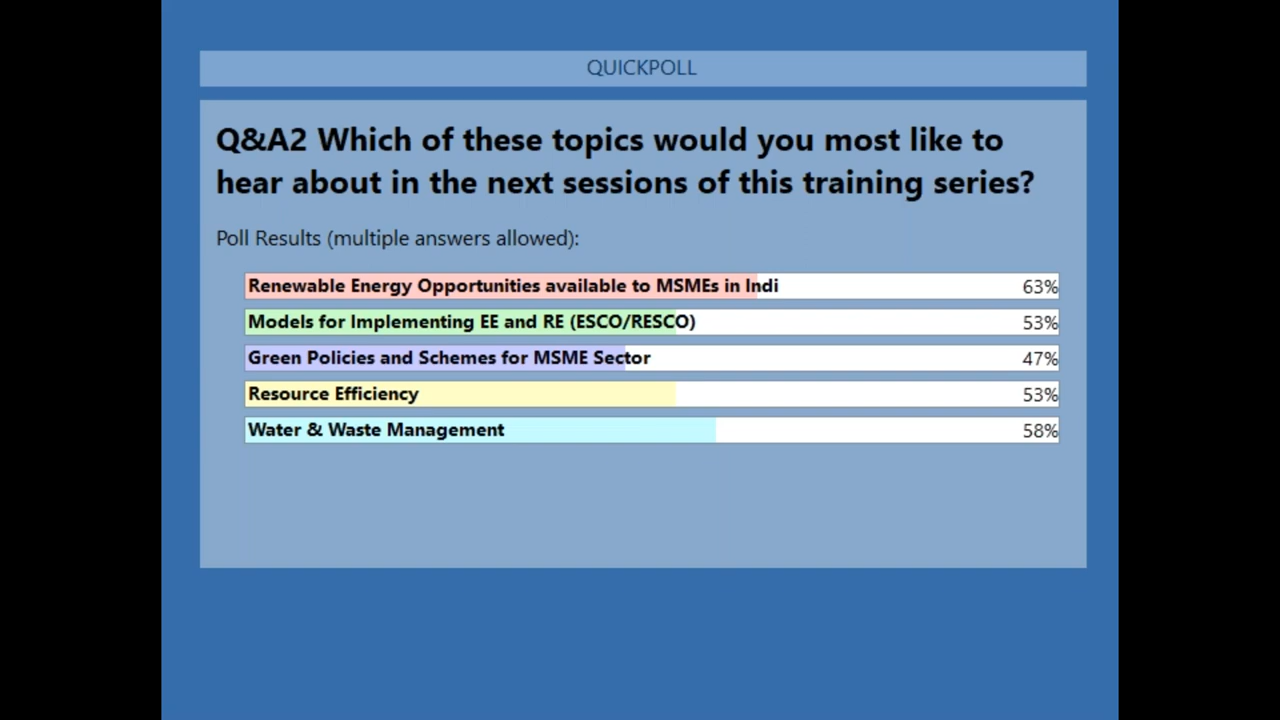 QUICKPOLL
Q&A2 Which of these topics would you most like to
hear about in the next sessions of this training series?
Poll Results (multiple answers allowed):
Renewable Energy Opportunities available to MSMEs in Indi 63%
Models for Implementing EE and RE (ESCO/RESCO) 53%
Green Policies and Schemes for MSME Sector 47%
Resource Efficiency 53%
Water & Waste Management 58%